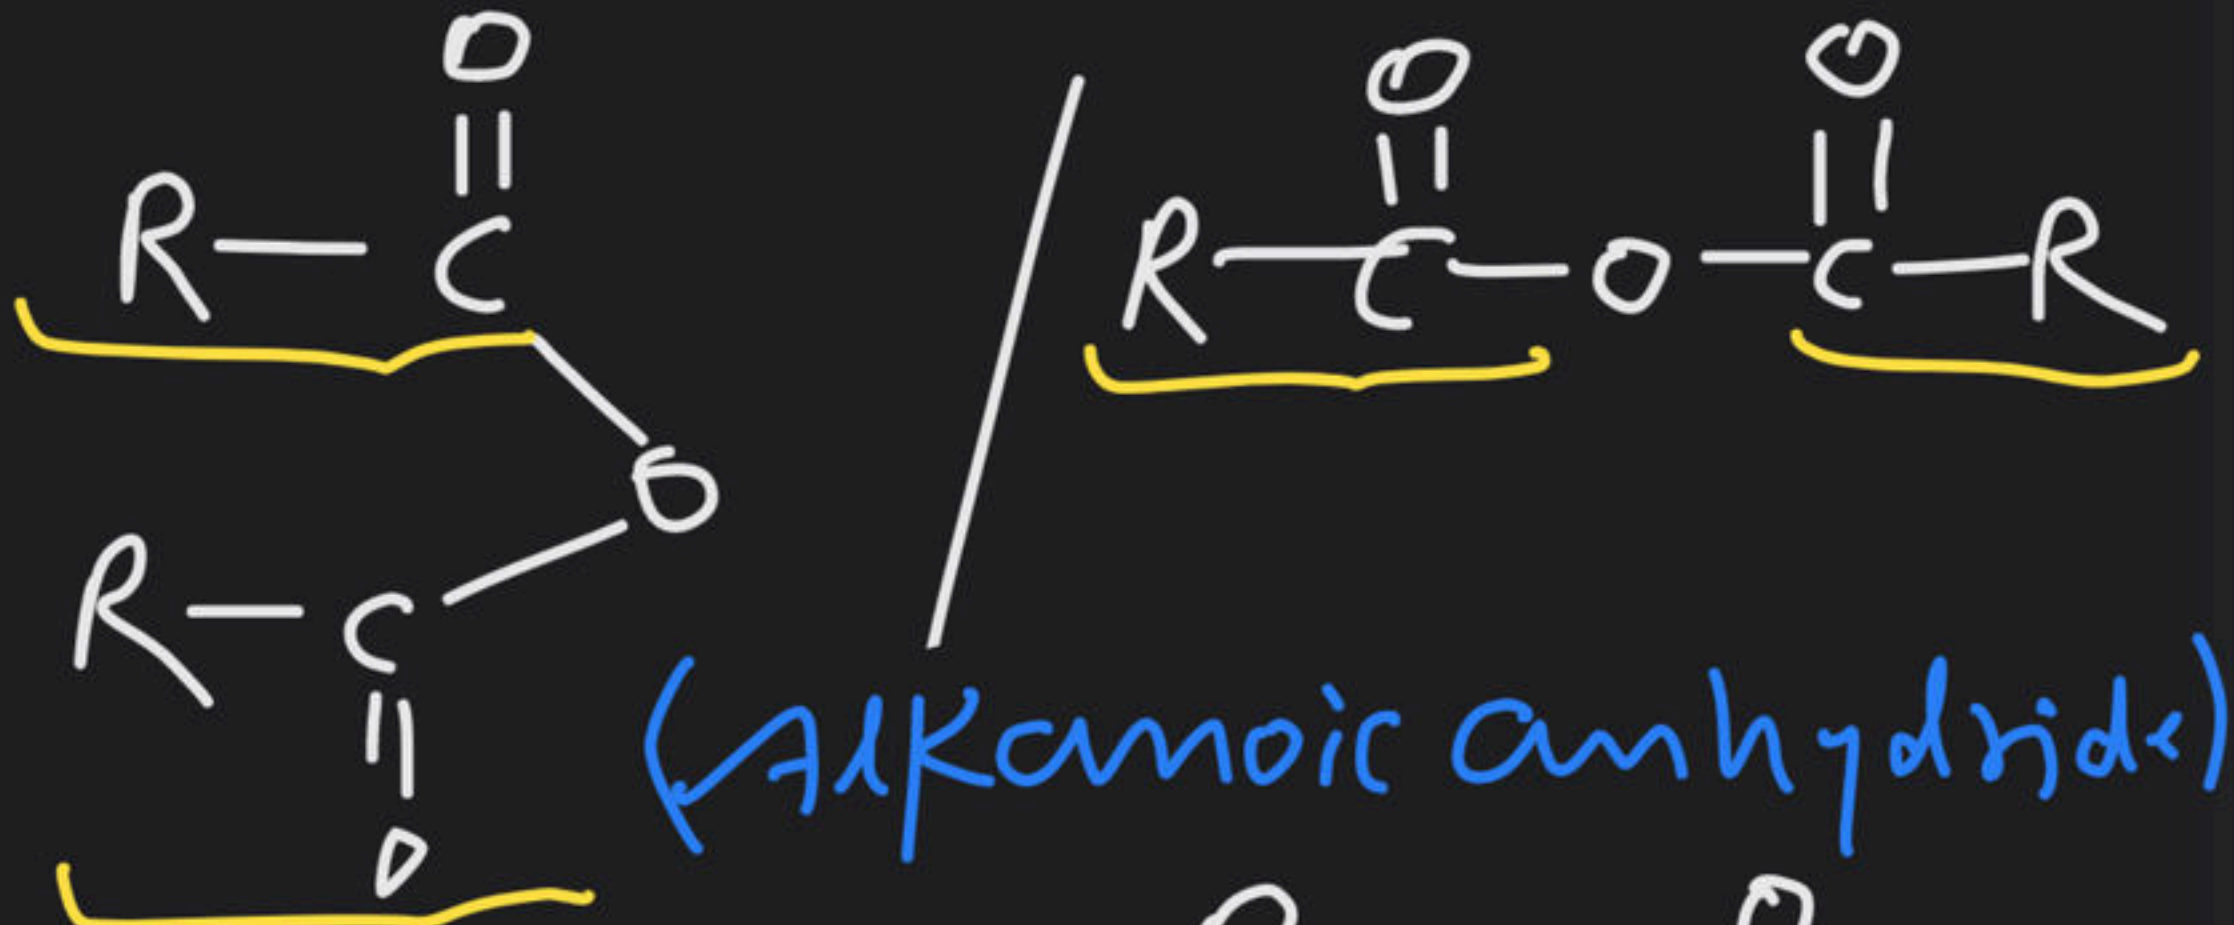 O
||
R — C
O
R — C
||
O
/
O O
|| ||
R — C — O — C — R
(Alkanoic anhydride)